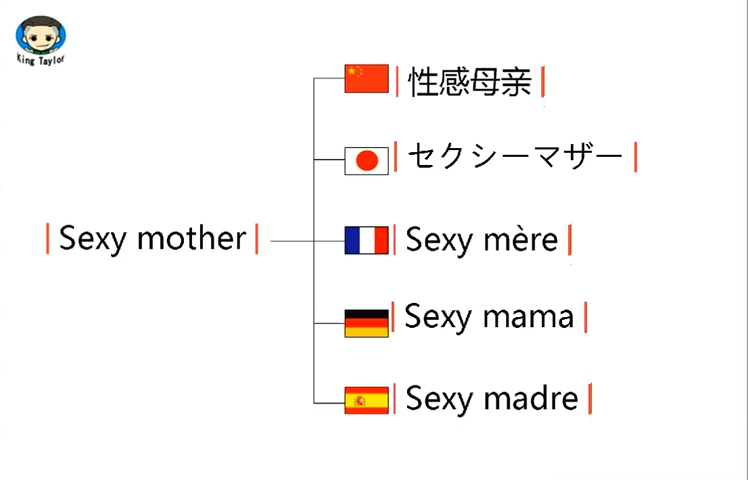 King Taylor
性感母亲
セクシーマザー
Sexy mother
Sexy mère
Sexy mama
Sexy madre